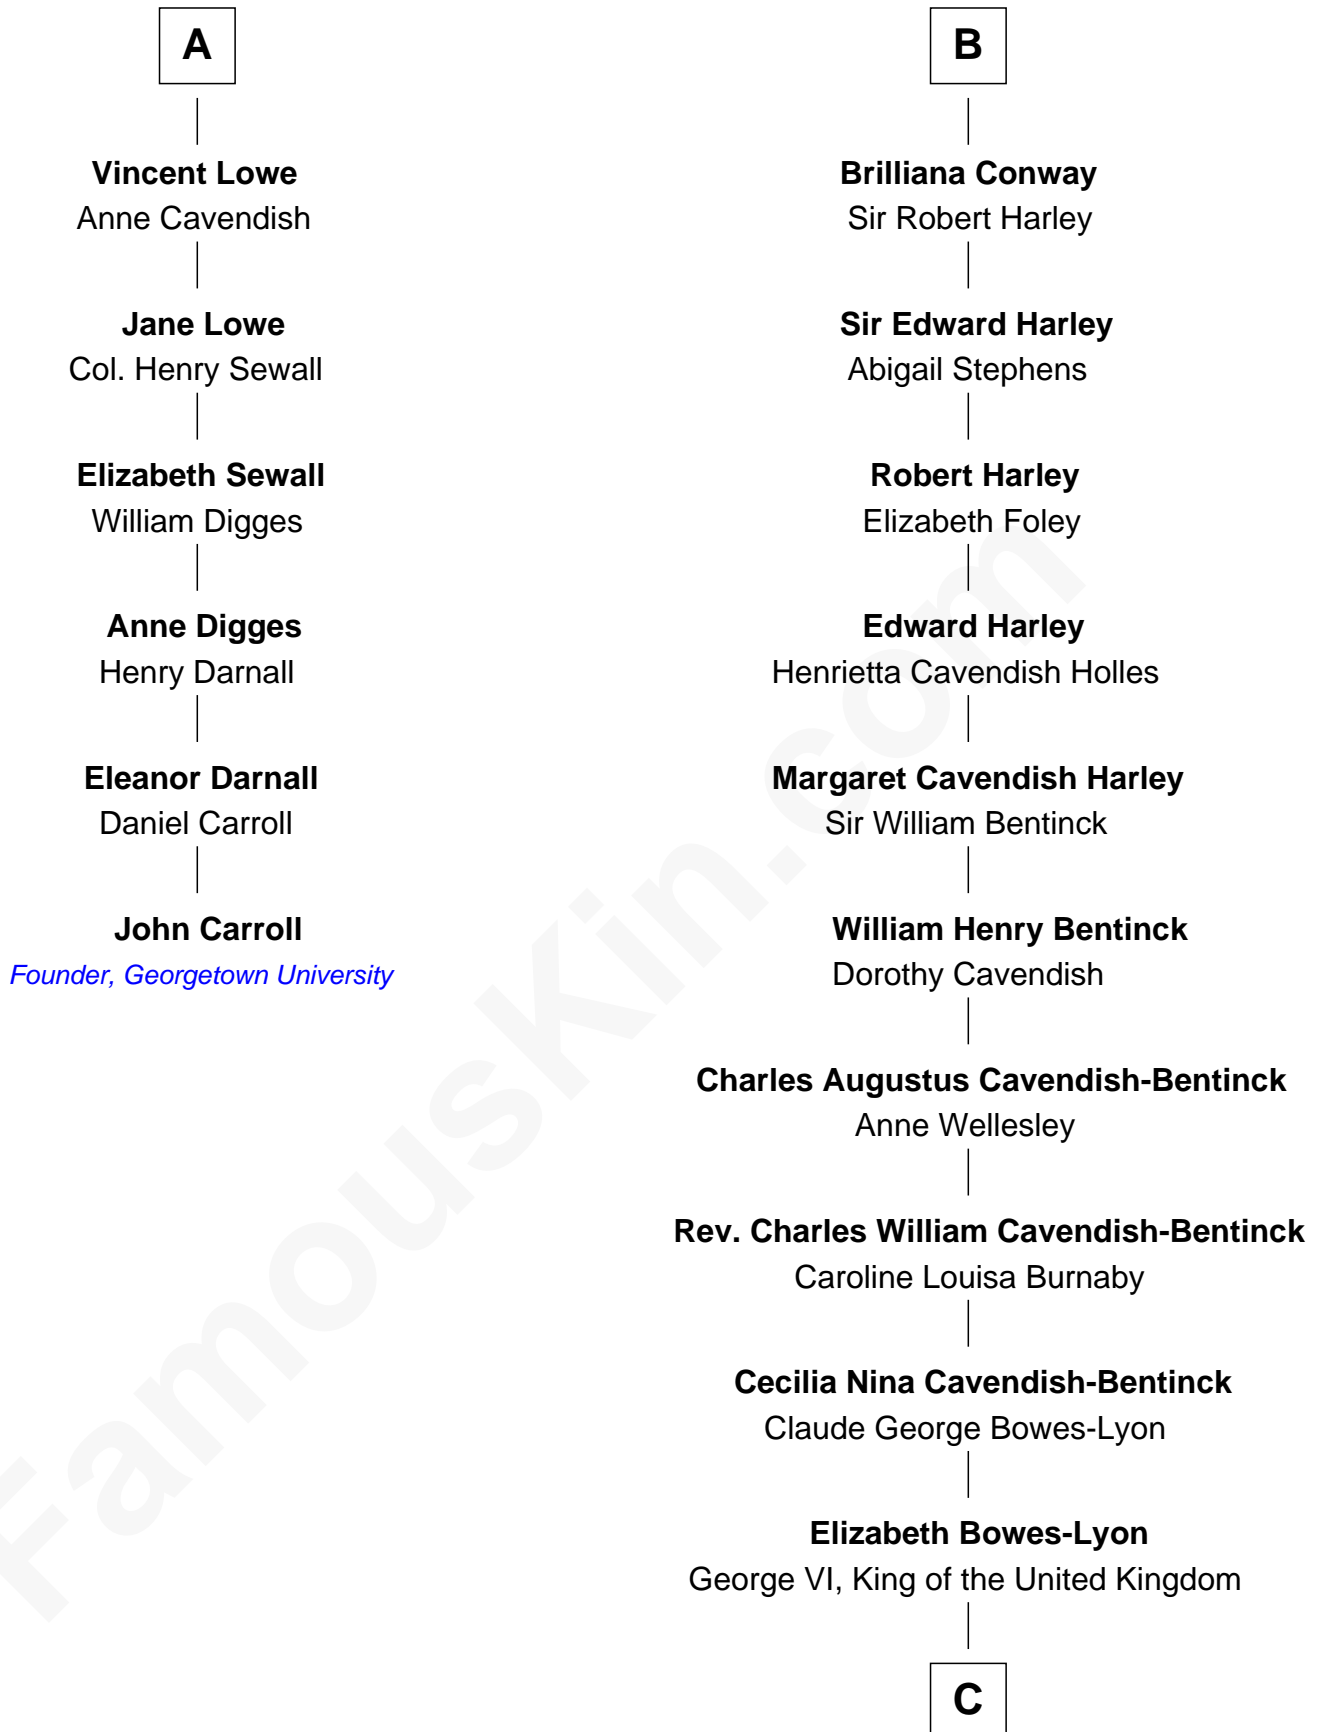 A
Vincent Lowe
Anne Cavendish
Jane Lowe
Col. Henry Sewall
Elizabeth Sewall
William Digges
Anne Digges
Henry Darnall
Eleanor Darnall
Daniel Carroll
John Carroll
Founder, Georgetown University
B
Brilliana Conway
Sir Robert Harley
Sir Edward Harley
Abigail Stephens
Robert Harley
Elizabeth Foley
Edward Harley
Henrietta Cavendish Holles
Margaret Cavendish Harley
Sir William Bentinck
William Henry Bentinck
Dorothy Cavendish
Charles Augustus Cavendish-Bentinck
Anne Wellesley
Rev. Charles William Cavendish-Bentinck
Caroline Louisa Burnaby
Cecilia Nina Cavendish-Bentinck
Claude George Bowes-Lyon
Elizabeth Bowes-Lyon
George VI, King of the United Kingdom
C
FamousKin.com